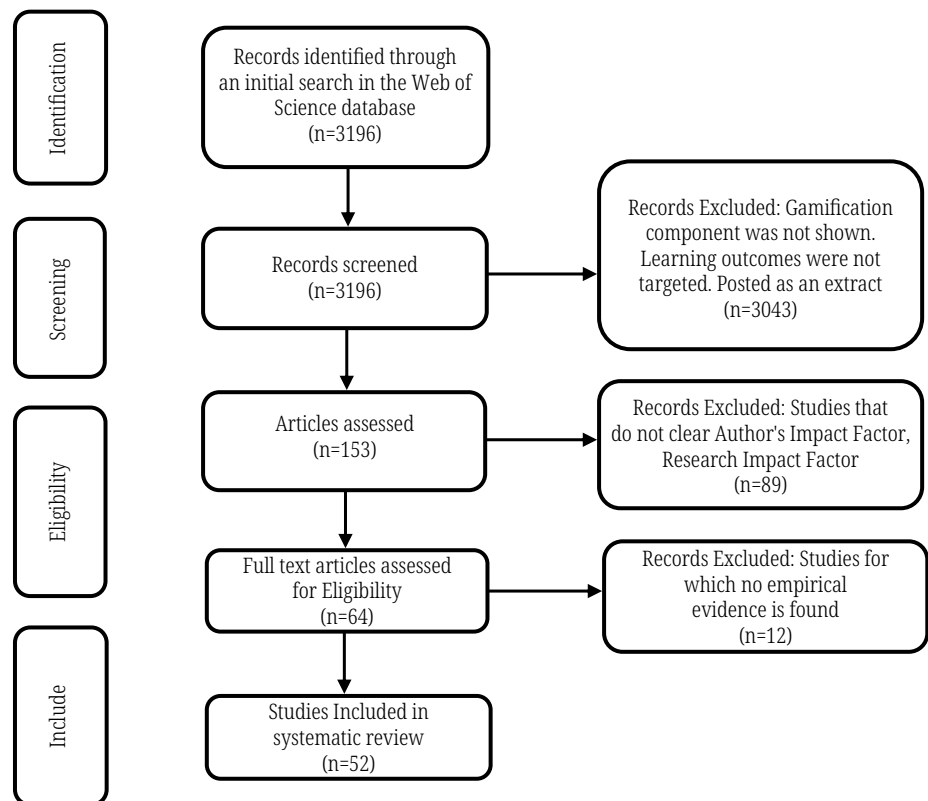 Identification
Records identified through
an initial search in the Web of
Science database
(n=3196)
Screening
Records screened
(n=3196)
Records Excluded: Gamification
component was not shown.
Learning outcomes were not
targeted. Posted as an extract
(n=3043)
Eligibility
Articles assessed
(n=153)
Records Excluded: Studies that
do not clear Author's Impact Factor,
Research Impact Factor
(n=89)
Full text articles assessed
for Eligibility
(n=64)
Records Excluded: Studies for
which no empirical
evidence is found
(n=12)
Include
Studies Included in
systematic review
(n=52)